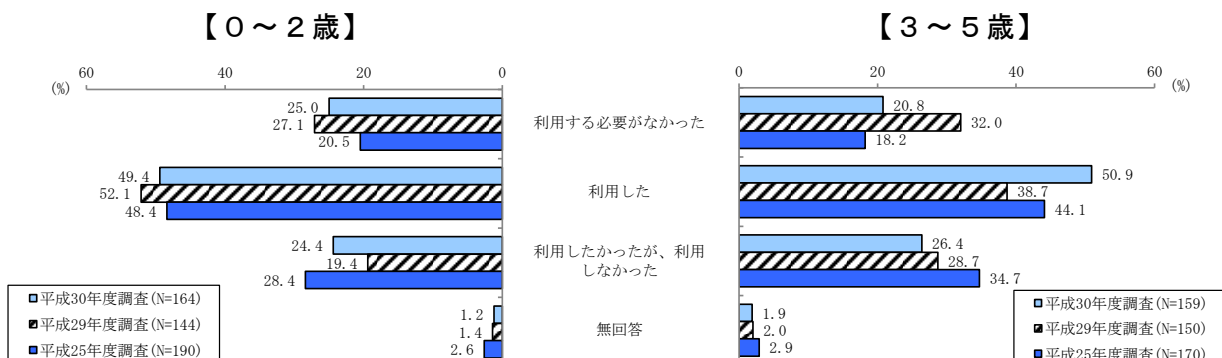 【０～２歳】
【３～５歳】
60
40
20
0
(%)
0
20
40
60
(%)
25.0
27.1
20.5
利用する必要がなかった
20.8
32.0
18.2
49.4
52.1
48.4
利用した
50.9
38.7
44.1
24.4
19.4
28.4
利用したかったが、利用
しなかった
26.4
28.7
34.7
1.2
1.4
2.6
無回答
1.9
2.0
2.9
平成30年度調査(N=164)
平成29年度調査(N=144)
平成25年度調査(N=190)
平成30年度調査(N=159)
平成29年度調査(N=150)
平成25年度調査(N=170)